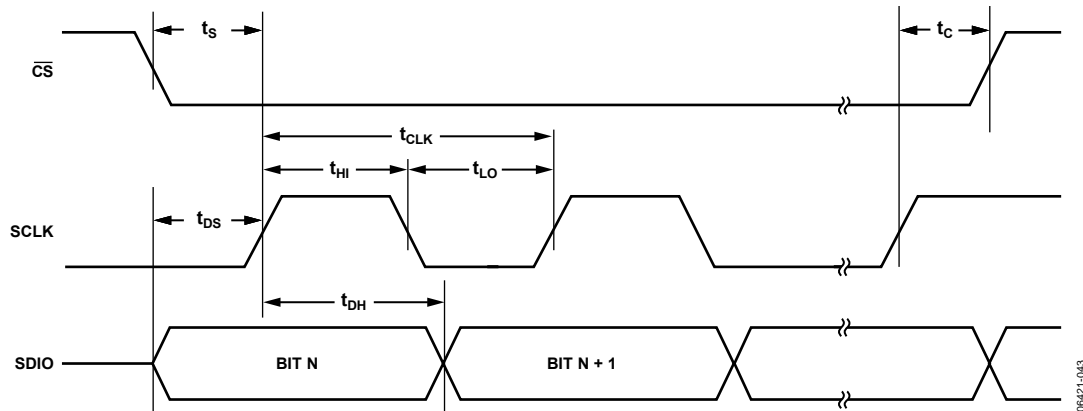 tS
tC
CS
tCLK
tHI
tLO
tDS
SCLK
tDH
SDIO
BIT N
BIT N + 1
06421-043